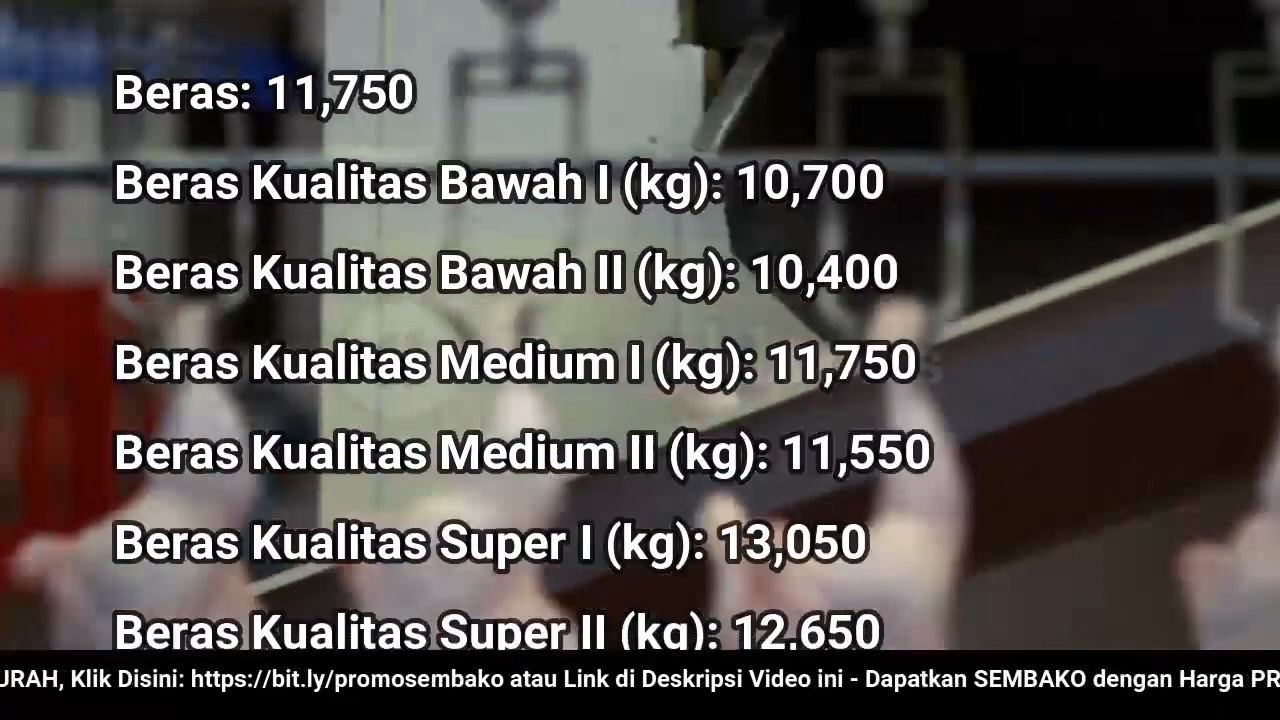 Beras: 11,750
Beras Kualitas Bawah I (kg): 10,700
Beras Kualitas Bawah II (kg): 10,400
Beras Kualitas Medium I (kg): 11,750
Beras Kualitas Medium II (kg): 11,550
Beras Kualitas Super I (kg): 13,050
Beras Kualitas Super II (kg): 12,650
URAH, Klik Disini: https://bit.ly/promosembako atau Link di Deskripsi Video ini - Dapatkan SEMBAKO dengan Harga PR